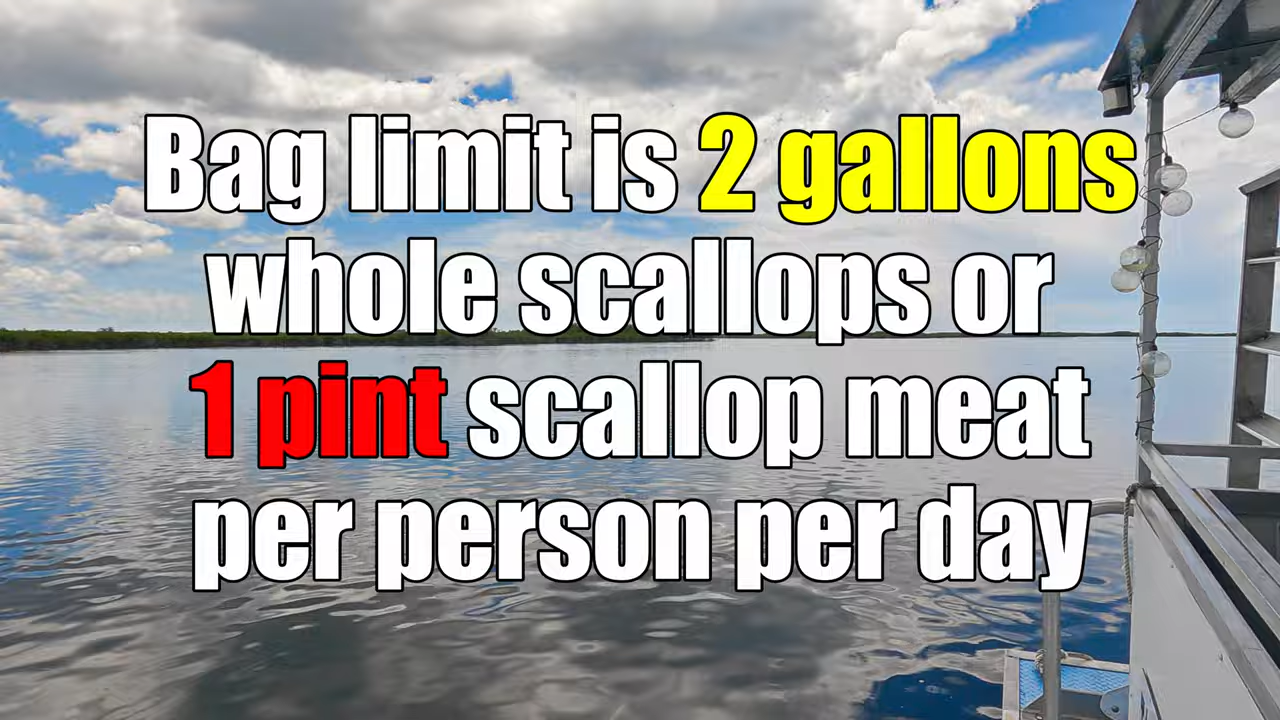 Bag limit is 2 gallons
whole scallops or
1 pint scallop meat
per person per day